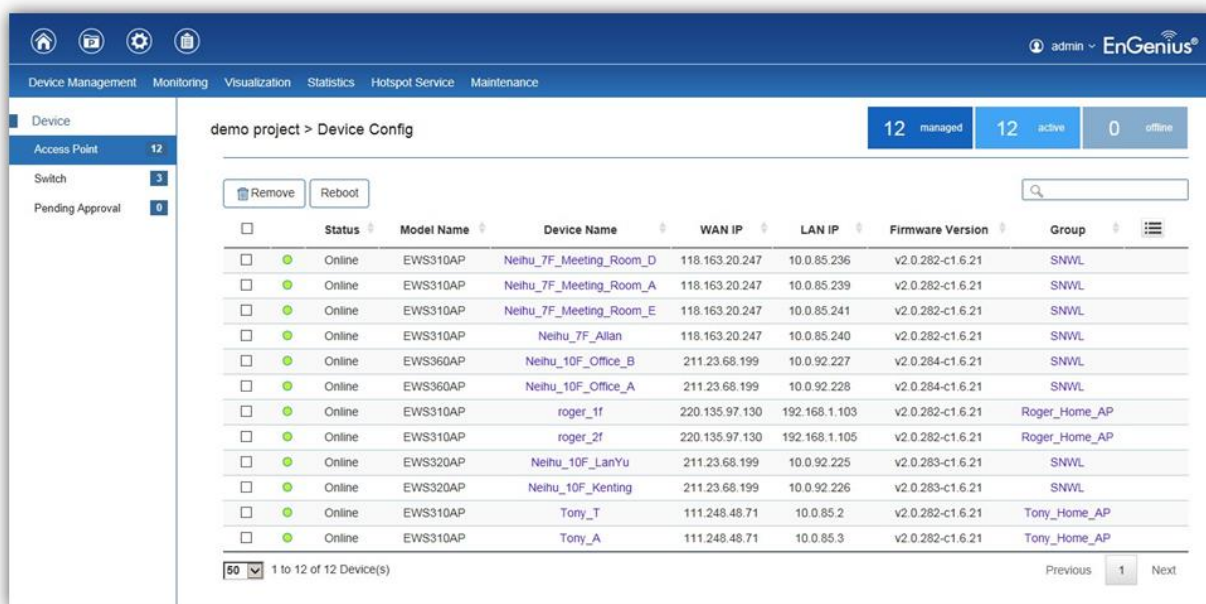 admin EnGenius®
Device Management Monitoring Visualization Statistics Hotspot Service Maintenance
Device
Access Point 12
Switch 3
Pending Approval 0
demo project > Device Config
12 managed 12 active 0 offline
Remove Reboot
Status Model Name Device Name WAN IP LAN IP Firmware Version Group
Online EWS310AP Neihu_7F_Meeting_Room_D 118.163.20.247 10.0.85.236 v2.0.282-c1.6.21 SNWL
Online EWS310AP Neihu_7F_Meeting_Room_A 118.163.20.247 10.0.85.239 v2.0.282-c1.6.21 SNWL
Online EWS310AP Neihu_7F_Meeting_Room_E 118.163.20.247 10.0.85.241 v2.0.282-c1.6.21 SNWL
Online EWS310AP Neihu_7F_Allan 118.163.20.247 10.0.85.240 v2.0.282-c1.6.21 SNWL
Online EWS360AP Neihu_10F_Office_B 211.23.68.199 10.0.92.227 v2.0.284-c1.6.21 SNWL
Online EWS360AP Neihu_10F_Office_A 211.23.68.199 10.0.92.228 v2.0.284-c1.6.21 SNWL
Online EWS310AP roger_1f 220.135.97.130 192.168.1.103 v2.0.282-c1.6.21 Roger_Home_AP
Online EWS310AP roger_2f 220.135.97.130 192.168.1.105 v2.0.282-c1.6.21 Roger_Home_AP
Online EWS320AP Neihu_10F_LanYu 211.23.68.199 10.0.92.225 v2.0.283-c1.6.21 SNWL
Online EWS320AP Neihu_10F_Kenting 211.23.68.199 10.0.92.226 v2.0.283-c1.6.21 SNWL
Online EWS310AP Tony_T 111.248.48.71 10.0.85.2 v2.0.282-c1.6.21 Tony_Home_AP
Online EWS310AP Tony_A 111.248.48.71 10.0.85.3 v2.0.282-c1.6.21 Tony_Home_AP
50 1 to 12 of 12 Device(s) Previous 1 Next